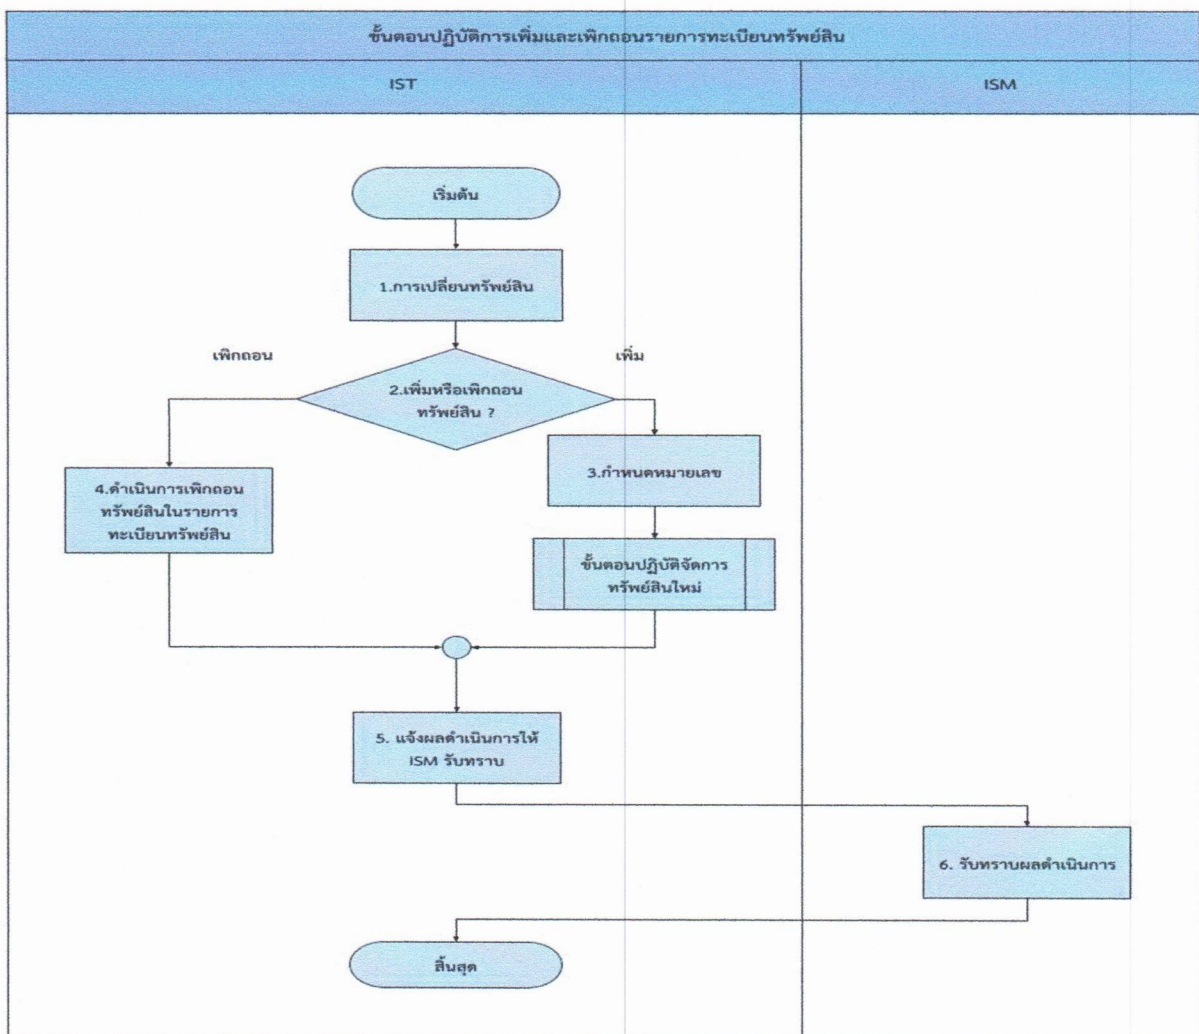 ขั้นตอนปฏิบัติการเพิ่มและเพิกถอนรายการทะเบียนทรัพย์สิน
IST
ISM
เริ่มต้น
1.การเปลี่ยนทรัพย์สิน
เพิกถอน
เพิ่ม
2.เพิ่มหรือเพิกถอน
ทรัพย์สิน ?
3.กำหนดหมายเลข
4.ดำเนินการเพิกถอน
ทรัพย์สินในรายการ
ทะเบียนทรัพย์สิน
ขั้นตอนปฏิบัติจัดการ
ทรัพย์สินใหม่
5. แจ้งผลดำเนินการให้
ISM รับทราบ
6. รับทราบผลดำเนินการ
สิ้นสุด